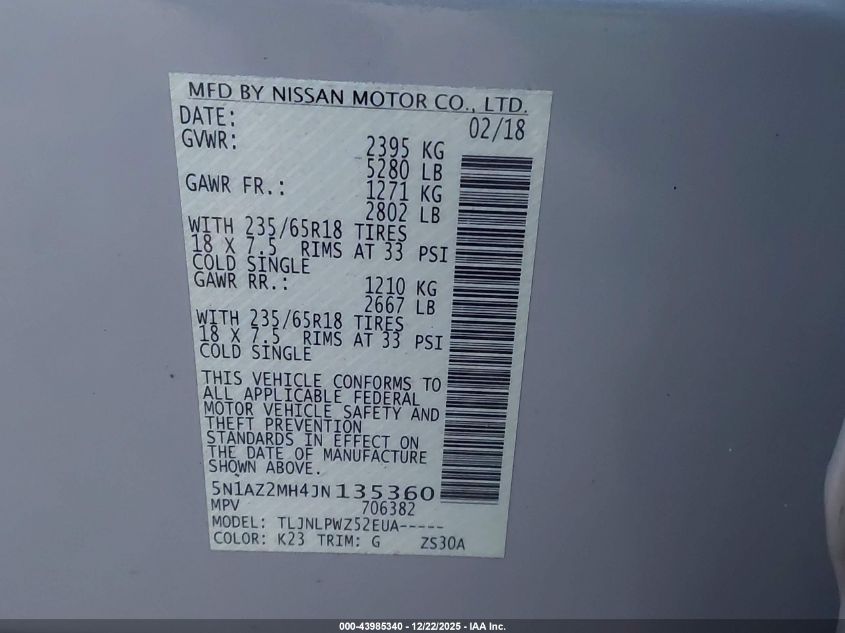 MFD BY NISSAN MOTOR CO., LTD.
DATE: 02/18
GVWR: 2395 KG
5280 LB
GAWR FR.: 1271 KG
2802 LB
WITH 235/65R18 TIRES
18 X 7.5 RIMS AT 33 PSI
COLD SINGLE
GAWR RR.: 1210 KG
2667 LB
WITH 235/65R18 TIRES
18 X 7.5 RIMS AT 33 PSI
COLD SINGLE
THIS VEHICLE CONFORMS TO
ALL APPLICABLE FEDERAL
MOTOR VEHICLE SAFETY AND
THEFT PREVENTION
STANDARDS IN EFFECT ON
THE DATE OF MANUFACTURE
SHOWN ABOVE.
5N1AZ2MH4JN135360
MPV 706382
MODEL: TLJNLPWZ52EUA-----
COLOR: K23 TRIM: G ZS30A
000-43985340 - 12/22/2025 - IAA Inc.